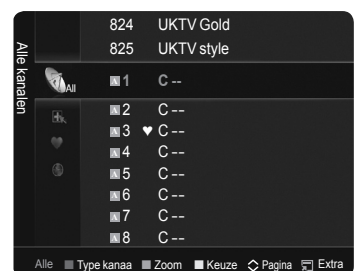 Alle kanalen
824 UKTV Gold
825 UKTV style
All
A 1 C --
A 2 C --
A 3 ♥ C --
A 4 C --
A 5 C --
A 6 C --
A 7 C --
A 8 C --
Alle Type kanaa Zoom Keuze Pagina Extra